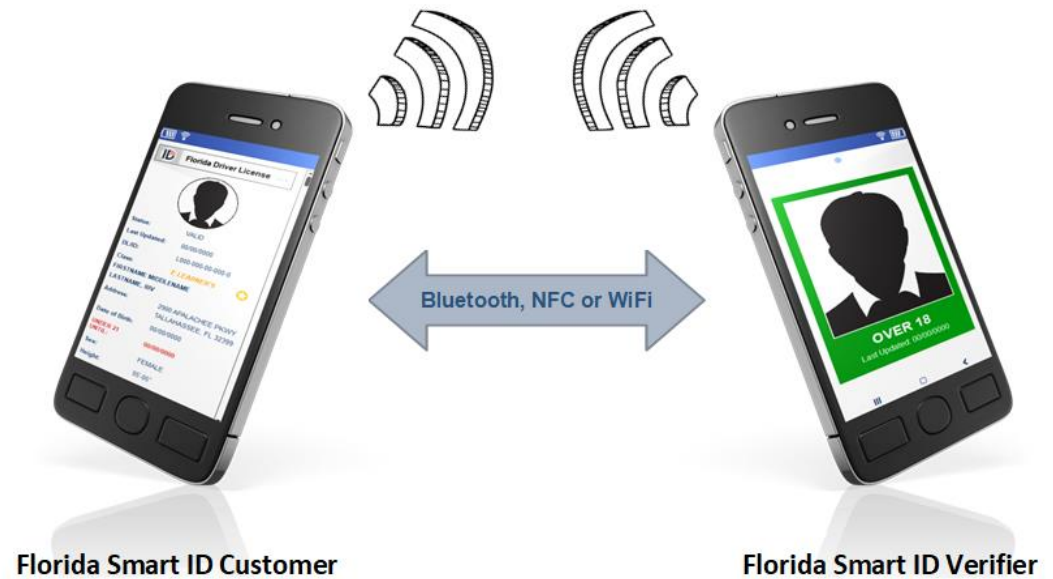 ID Florida Driver License
Status: VALID
Last Updated: 00/00/0000
DL/ID: L000-000-00-000-0
Class: E LEARNER'S
FIRSTNAME MIDDLENAME
LASTNAME, XIV
Address: 2900 APALACHEE PKWY
TALLAHASSEE, FL 32399
Date of Birth: 00/00/0000
UNDER 21
UNTIL: 00/00/0000
Sex: FEMALE
Height:
Bluetooth, NFC or WiFi
OVER 18
Last Updated: 00/00/0000
Florida Smart ID Customer
Florida Smart ID Verifier